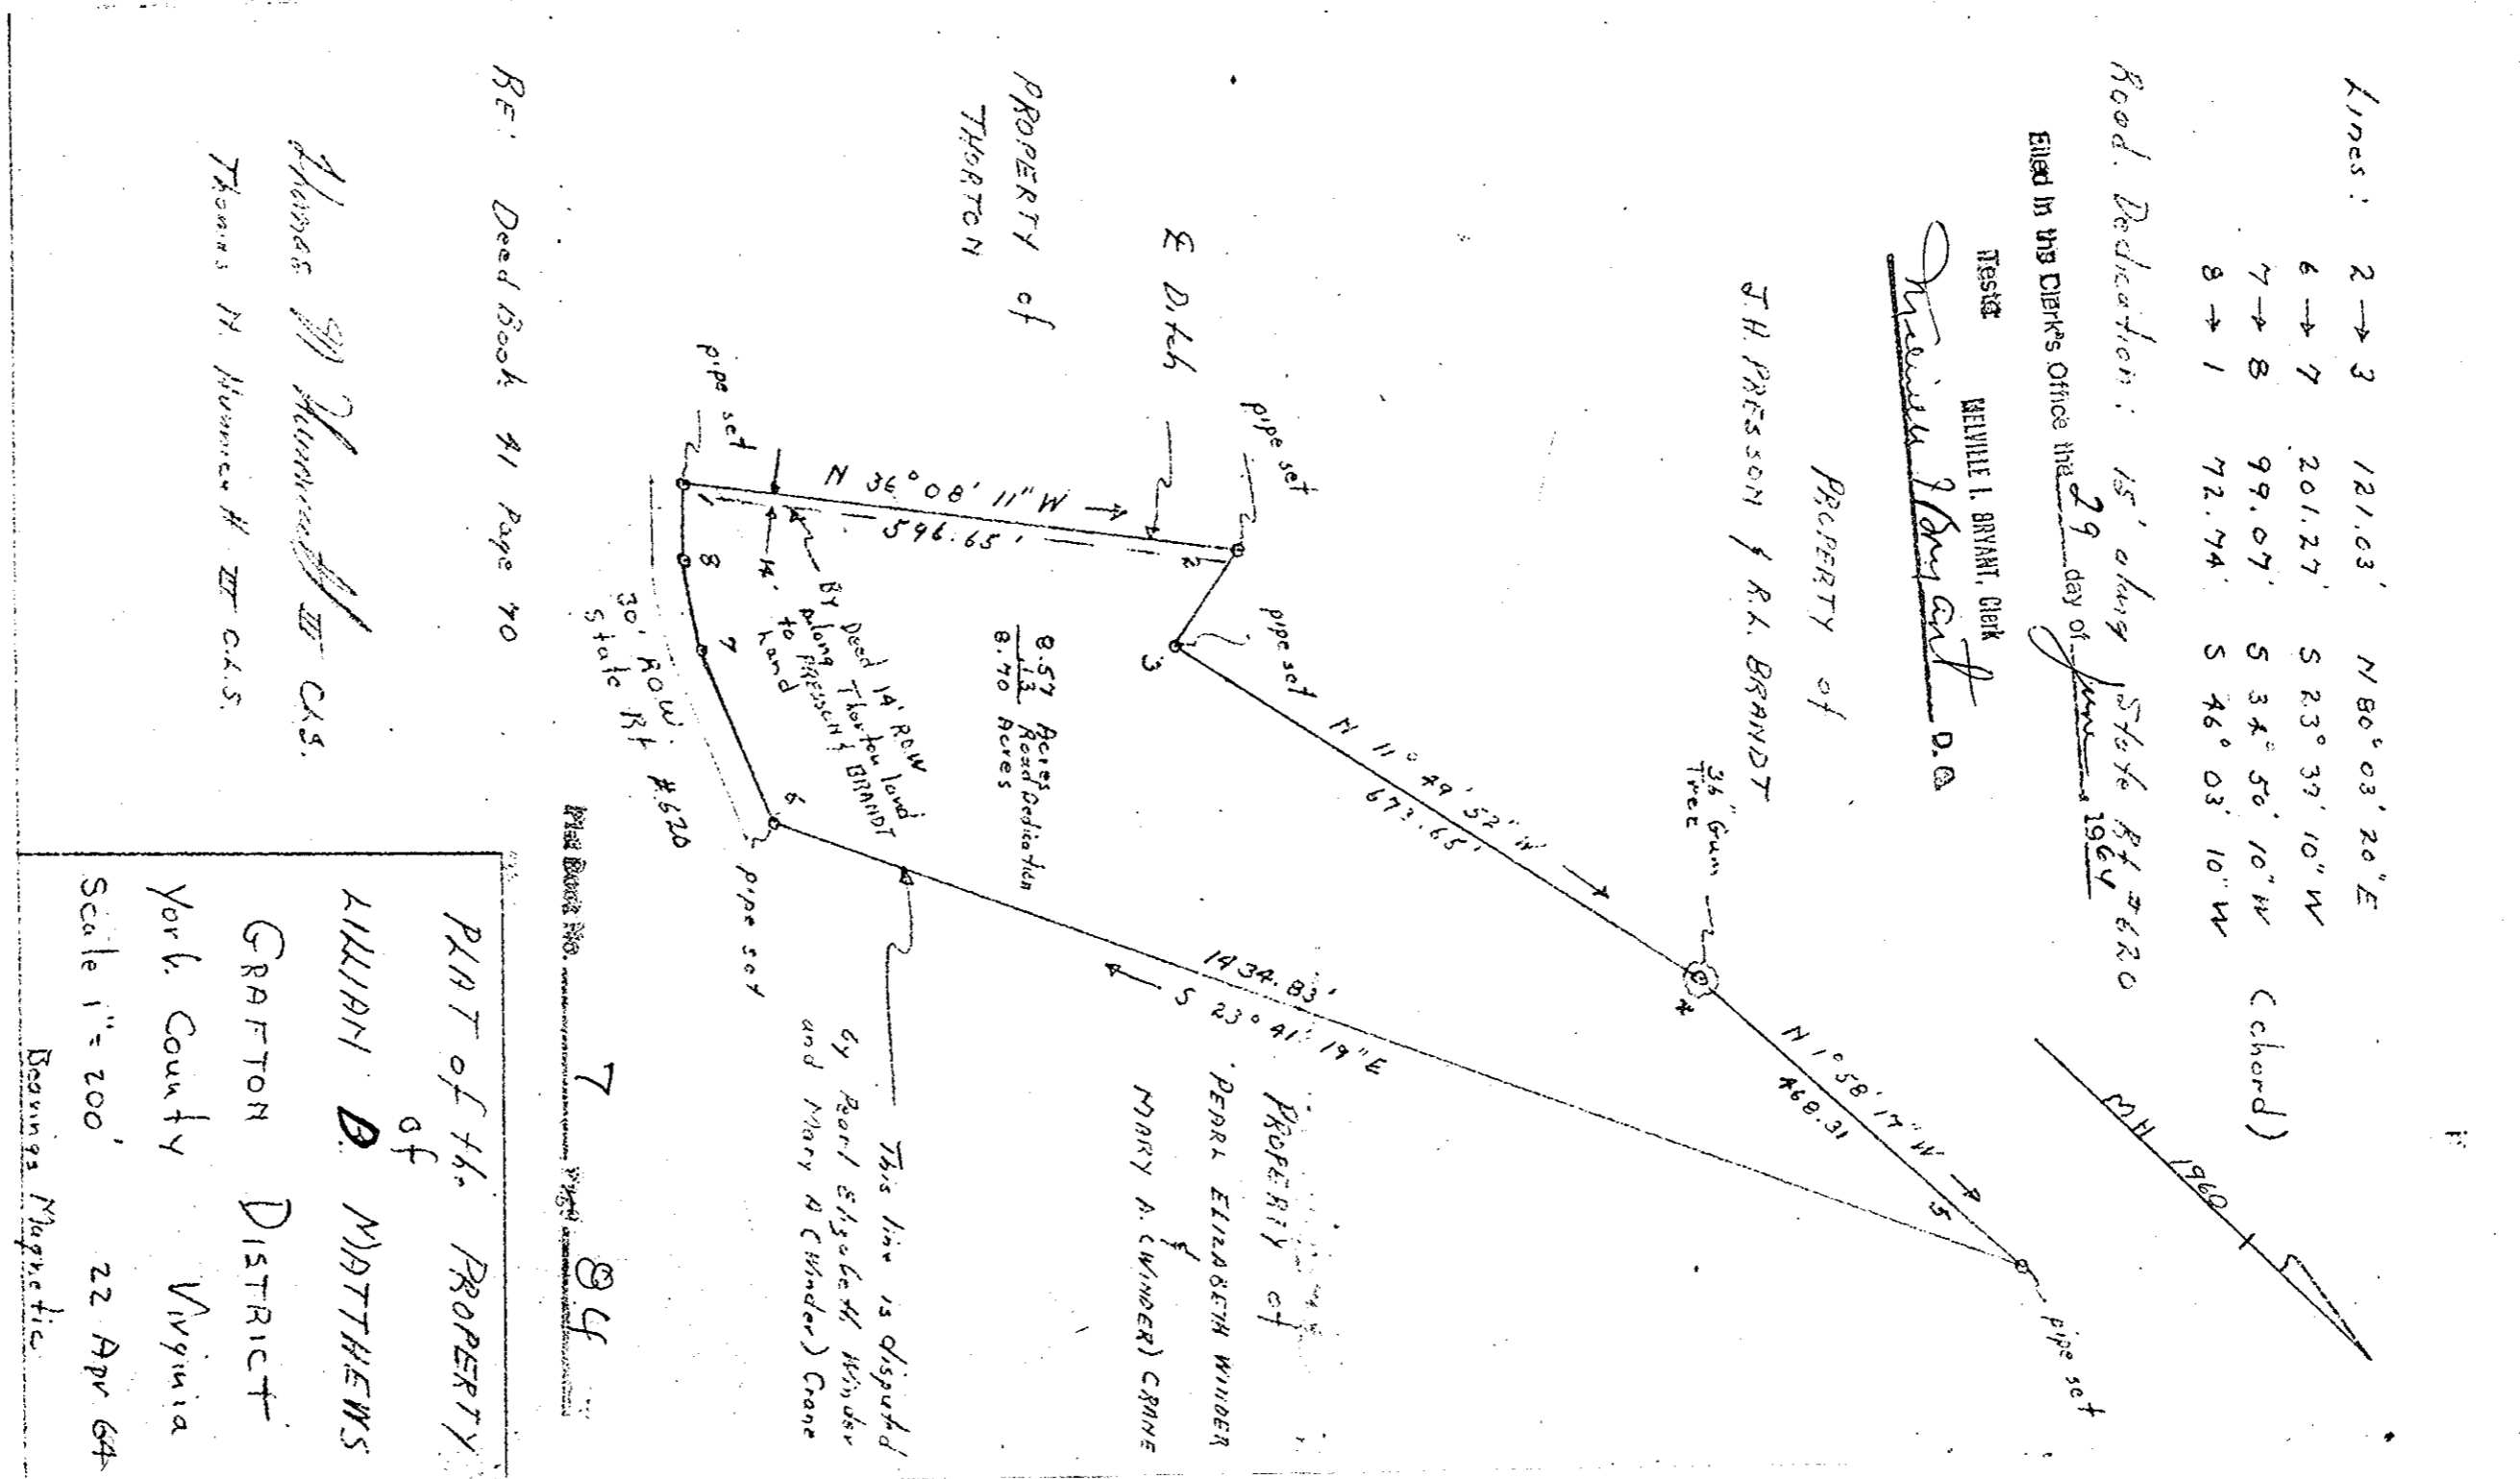 Lines: 2 → 3 121.03' N 80° 03' 20" E
6 → 7 201.27' S 23° 37' 10" W
7 → 8 99.07' S 34° 50' 10" W (chord)
8 → 1 72.74' S 46° 03' 10" W
Road Dedication: 15' along State Rt # 620
Filed in the Clerk's Office the 29 day of June 1964
Teste MELVILLE I. BRYANT, Clerk
D.C.
PROPERTY of
J.H. PRESSON & R.L. BRANDT
MH 1960
pipe set
5
N 1° 58' 17" W
468.31
36" Gum
Tree
4
N 11° 49' 52" W
673.65'
pipe set
3
pipe set
2
℄ Ditch
PROPERTY of
THORTON
N 36° 08' 11" W
596.65'
8.57 Acres
.13 Road Dedication
8.70 Acres
14'
By Deed 14' ROW
along Thorton land
to PRESSON & BRANDT
land
pipe set
1
8
7
6
30' ROW
State Rt #620
pipe set
1434.83'
S 23° 41' 19" E
PROPERTY of
PEARL ELIZABETH WINDER
&
MARY A. (WINDER) CRANE
This line is disputed
by Pearl Elizabeth Winder
and Mary A (Winder) Crane
RE: Deed Book 41 Page 70
Thomas N. Hummel III C.L.S.
Plat Book No. 7 Page 84
PLAT of the PROPERTY
of
LILLIAN B. MATTHEWS
GRAFTON DISTRICT
York County Virginia
Scale 1" = 200' 22 Apr 64
Bearings Magnetic